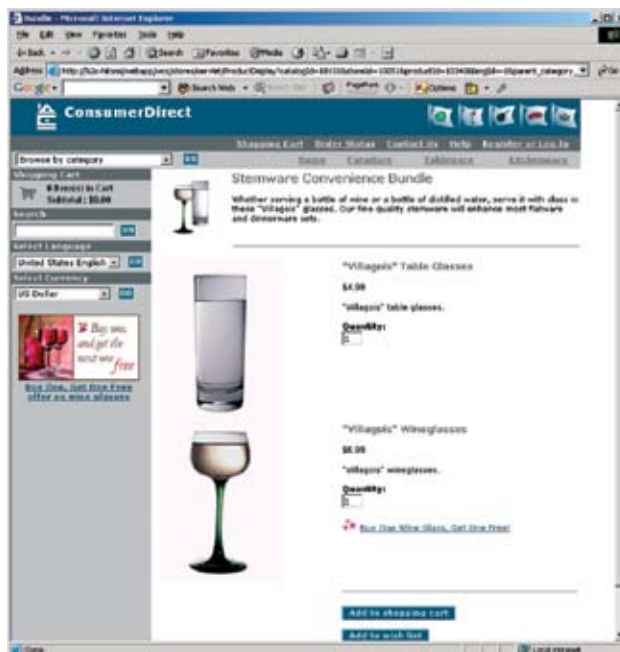 Bundle - Microsoft Internet Explorer
File Edit View Favorites Tools Help
Back Search Favorites Media
Address
Google Search Web PageRank Options
ConsumerDirect
Shopping Cart Order Status Contact Us Help Register or Log In
Browse by category GO
Home Furniture Tableware Kitchenware
Shopping Cart
0 Item(s) in Cart
Subtotal: $0.00
Search
GO
Select Language
United States English GO
Select Currency
US Dollar GO
Buy one,
and get the
next one
free
Buy One, Get One Free
offer on wine glasses
Stemware Convenience Bundle
Whether serving a bottle of wine or a bottle of distilled water, serve it with class in
these "Villagois" glasses. Our fine quality stemware will enhance most flatware
and dinnerware sets.
"Villagois" Table Glasses
$4.99
"Villagois" table glasses.
Quantity:
"Villagois" Wineglasses
$6.99
"Villagois" wineglasses.
Quantity:
Buy One Wine Glass, Get One Free!
Add to shopping cart
Add to wish list
Done
Local intranet